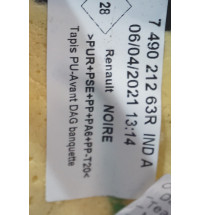 7 490 212 63R IND A
06/04/2021 13:14
Renault NOIRE
28
>PUR+PSE+PP+PA6+PP-T20<
Tapis PU-Avant DAG banquette